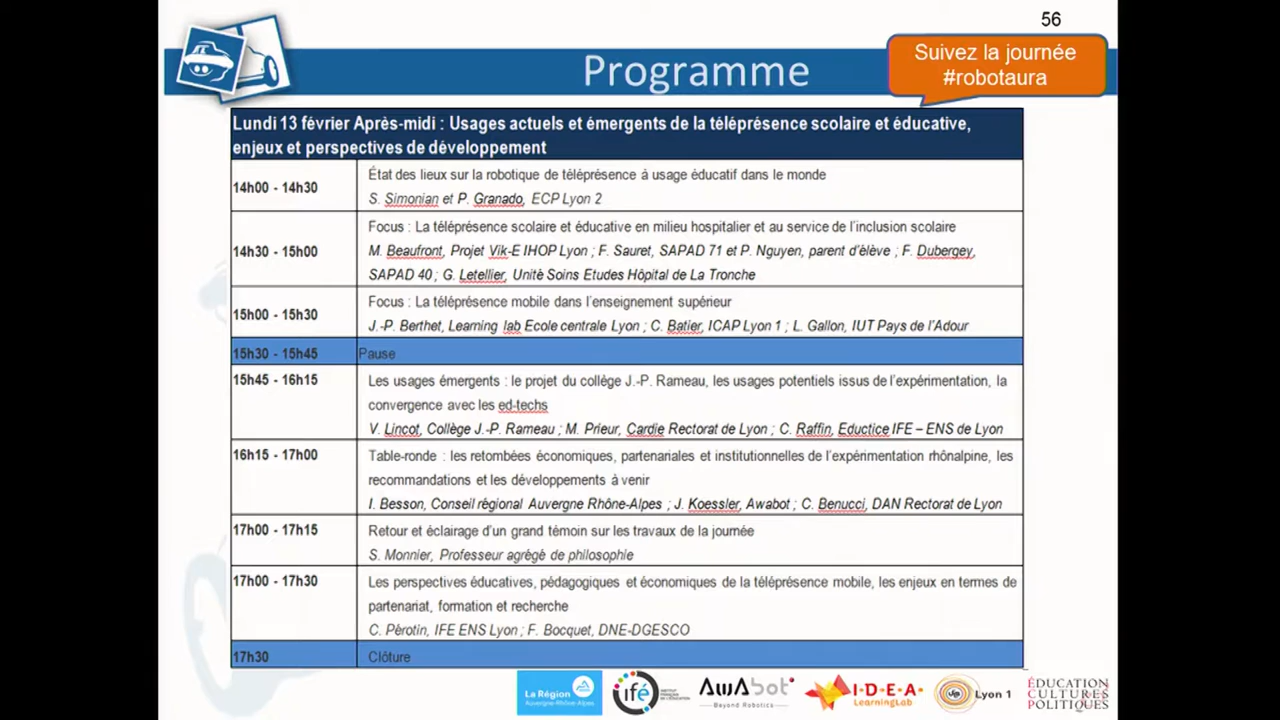 56
Programme
Suivez la journée
#robotaura
Lundi 13 février Après-midi : Usages actuels et émergents de la téléprésence scolaire et éducative,
enjeux et perspectives de développement
14h00 - 14h30
État des lieux sur la robotique de téléprésence à usage éducatif dans le monde
S. Simonian et P. Granado, ECP Lyon 2
14h30 - 15h00
Focus : La téléprésence scolaire et éducative en milieu hospitalier et au service de l'inclusion scolaire
M. Beaufront, Projet Vik-E IHOP Lyon ; F. Sauret, SAPAD 71 et P. Nguyen, parent d'élève ; F. Dubergey,
SAPAD 40 ; G. Letellier, Unité Soins Etudes Hôpital de La Tronche
15h00 - 15h30
Focus : La téléprésence mobile dans l'enseignement supérieur
J.-P. Berthet, Learning lab Ecole centrale Lyon ; C. Batier, ICAP Lyon 1 ; L. Gallon, IUT Pays de l'Adour
15h30 - 15h45
Pause
15h45 - 16h15
Les usages émergents : le projet du collège J.-P. Rameau, les usages potentiels issus de l'expérimentation, la
convergence avec les ed-techs
V. Lincot, Collège J.-P. Rameau ; M. Prieur, Cardie Rectorat de Lyon ; C. Raffin, Eductice IFE – ENS de Lyon
16h15 - 17h00
Table-ronde : les retombées économiques, partenariales et institutionnelles de l'expérimentation rhônalpine, les
recommandations et les développements à venir
I. Besson, Conseil régional Auvergne Rhône-Alpes ; J. Koessler, Awabot ; C. Benucci, DAN Rectorat de Lyon
17h00 - 17h15
Retour et éclairage d'un grand témoin sur les travaux de la journée
S. Monnier, Professeur agrégé de philosophie
17h00 - 17h30
Les perspectives éducatives, pédagogiques et économiques de la téléprésence mobile, les enjeux en termes de
partenariat, formation et recherche
C. Pérotin, IFE ENS Lyon ; F. Bocquet, DNE-DGESCO
17h30
Clôture
La Région
Auvergne-Rhône-Alpes
ifé
INSTITUT
FRANÇAIS
DE L'ÉDUCATION
AwAbot
Beyond Robotics
I·D·E·A
LearningLab
Lyon 1
ÉDUCATION
CULTURES
POLITIQUES